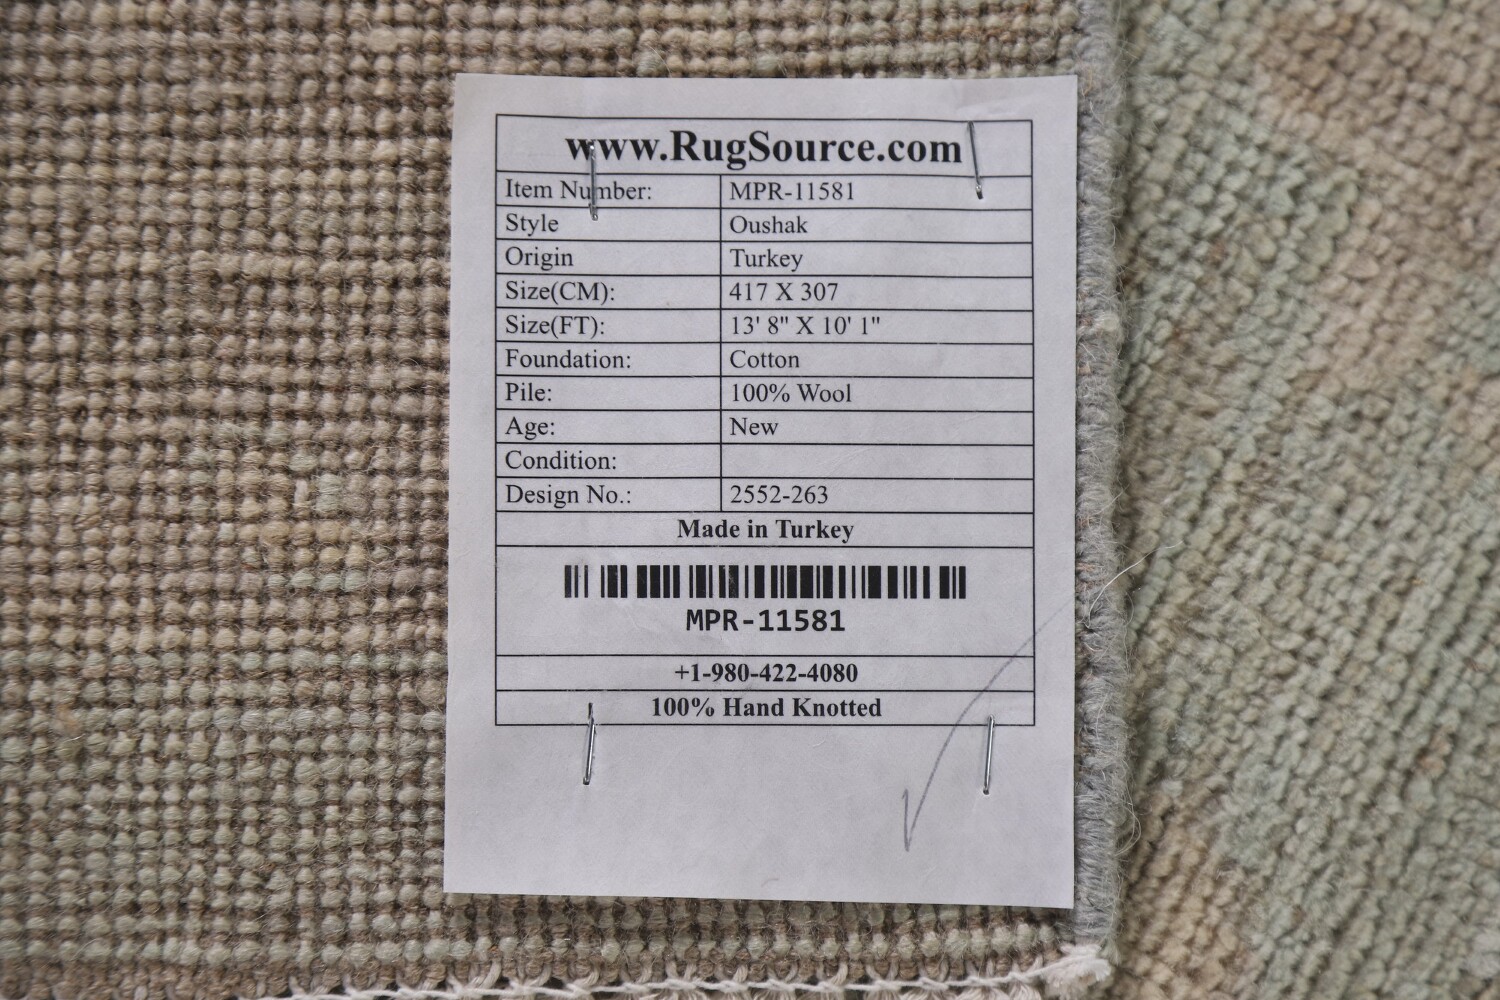 www.RugSource.com
Item Number: MPR-11581
Style Oushak
Origin Turkey
Size(CM): 417 X 307
Size(FT): 13' 8" X 10' 1"
Foundation: Cotton
Pile: 100% Wool
Age: New
Condition:
Design No.: 2552-263
Made in Turkey
MPR-11581
+1-980-422-4080
100% Hand Knotted